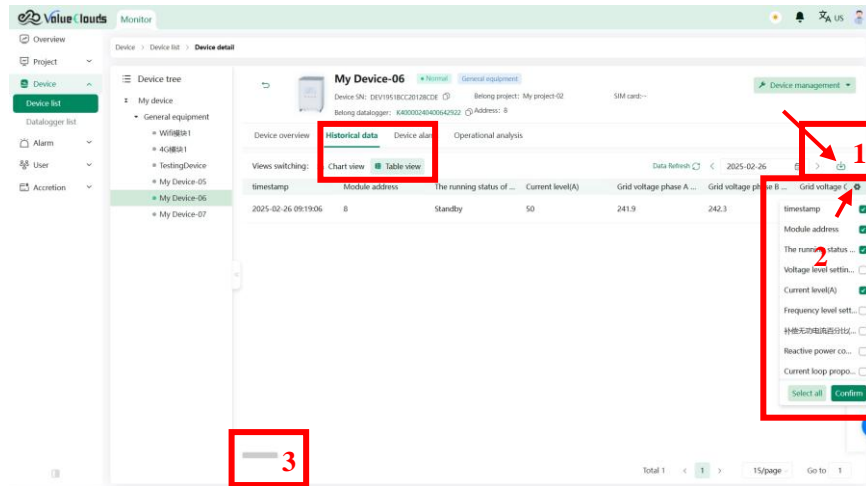 ValueClouds Monitor US
Overview
Project
Device
Device list
Datalogger list
Alarm
User
Accretion
Device > Device list > Device detail
Device tree
My device
General equipment
Wifi模块1
4G模块1
TestingDevice
My Device-05
My Device-06
My Device-07
My Device-06 Normal General equipment
Device SN: DEV19518CC20128CDE Belong project: My project-02 SIM card:--
Belong datalogger: K40000240400642922 Address: 8
Device management
Device overview Historical data Device alar Operational analysis
Views switching: Chart view Table view Data Refresh < 2025-02-26 >
1
timestamp Module address The running status of ... Current level(A) Grid voltage phase A ... Grid voltage phase B ... Grid voltage C
2025-02-26 09:19:06 8 Standby 50 241.9 242.3
timestamp
Module address
The running status ...
2
Voltage level settin...
Current level(A)
Frequency level sett...
补偿无功电流百分比(...
Reactive power co...
Current loop propo...
Select all Confirm
3
Total 1 < 1 > 15/page Go to 1